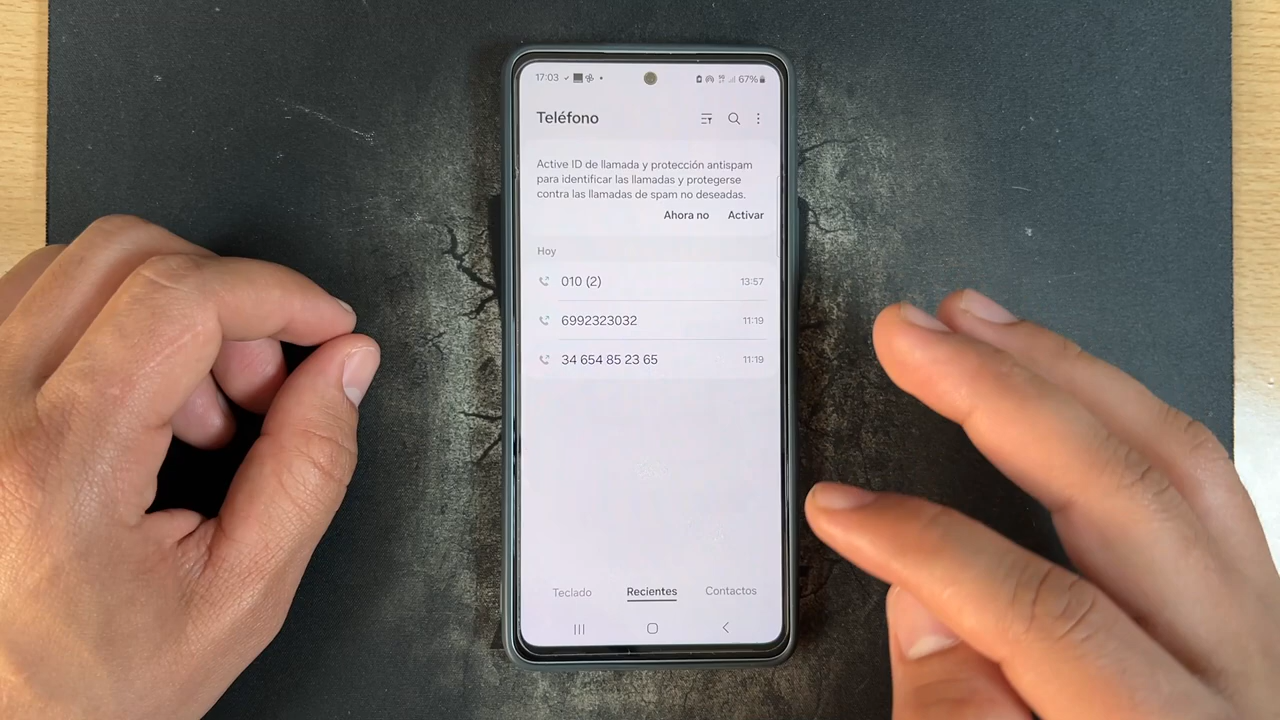 17:03
67%
Teléfono
Active ID de llamada y protección antispam
para identificar las llamadas y protegerse
contra las llamadas de spam no deseadas.
Ahora no Activar
Hoy
010 (2) 13:57
6992323032 11:19
34 654 85 23 65 11:19
Teclado Recientes Contactos